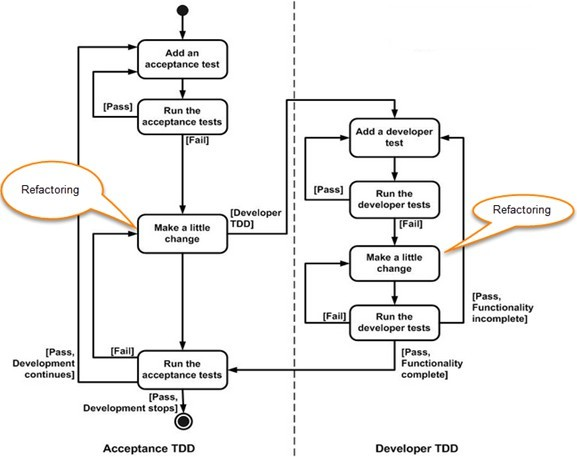 Add an
acceptance test
[Pass]
Run the
acceptance tests
[Fail]
Refactoring
Make a little
change
[Developer
TDD]
[Fail]
[Pass,
Development
continues]
Run the
acceptance tests
[Pass,
Development stops]
Acceptance TDD
Add a developer
test
[Pass]
Run the
developer tests
[Fail]
Refactoring
Make a little
change
[Fail]
Run the
developer tests
[Pass,
Functionality
incomplete]
[Pass,
Functionality
complete]
Developer TDD